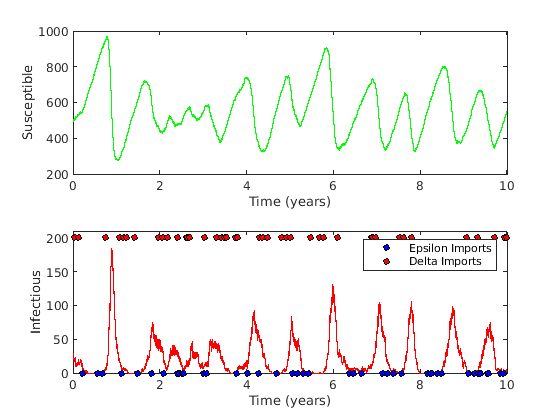 1000
800
600
400
200
Susceptible
0 2 4 6 8 10
Time (years)
200
150
100
50
0
Infectious
Epsilon Imports
Delta Imports
0 2 4 6 8 10
Time (years)